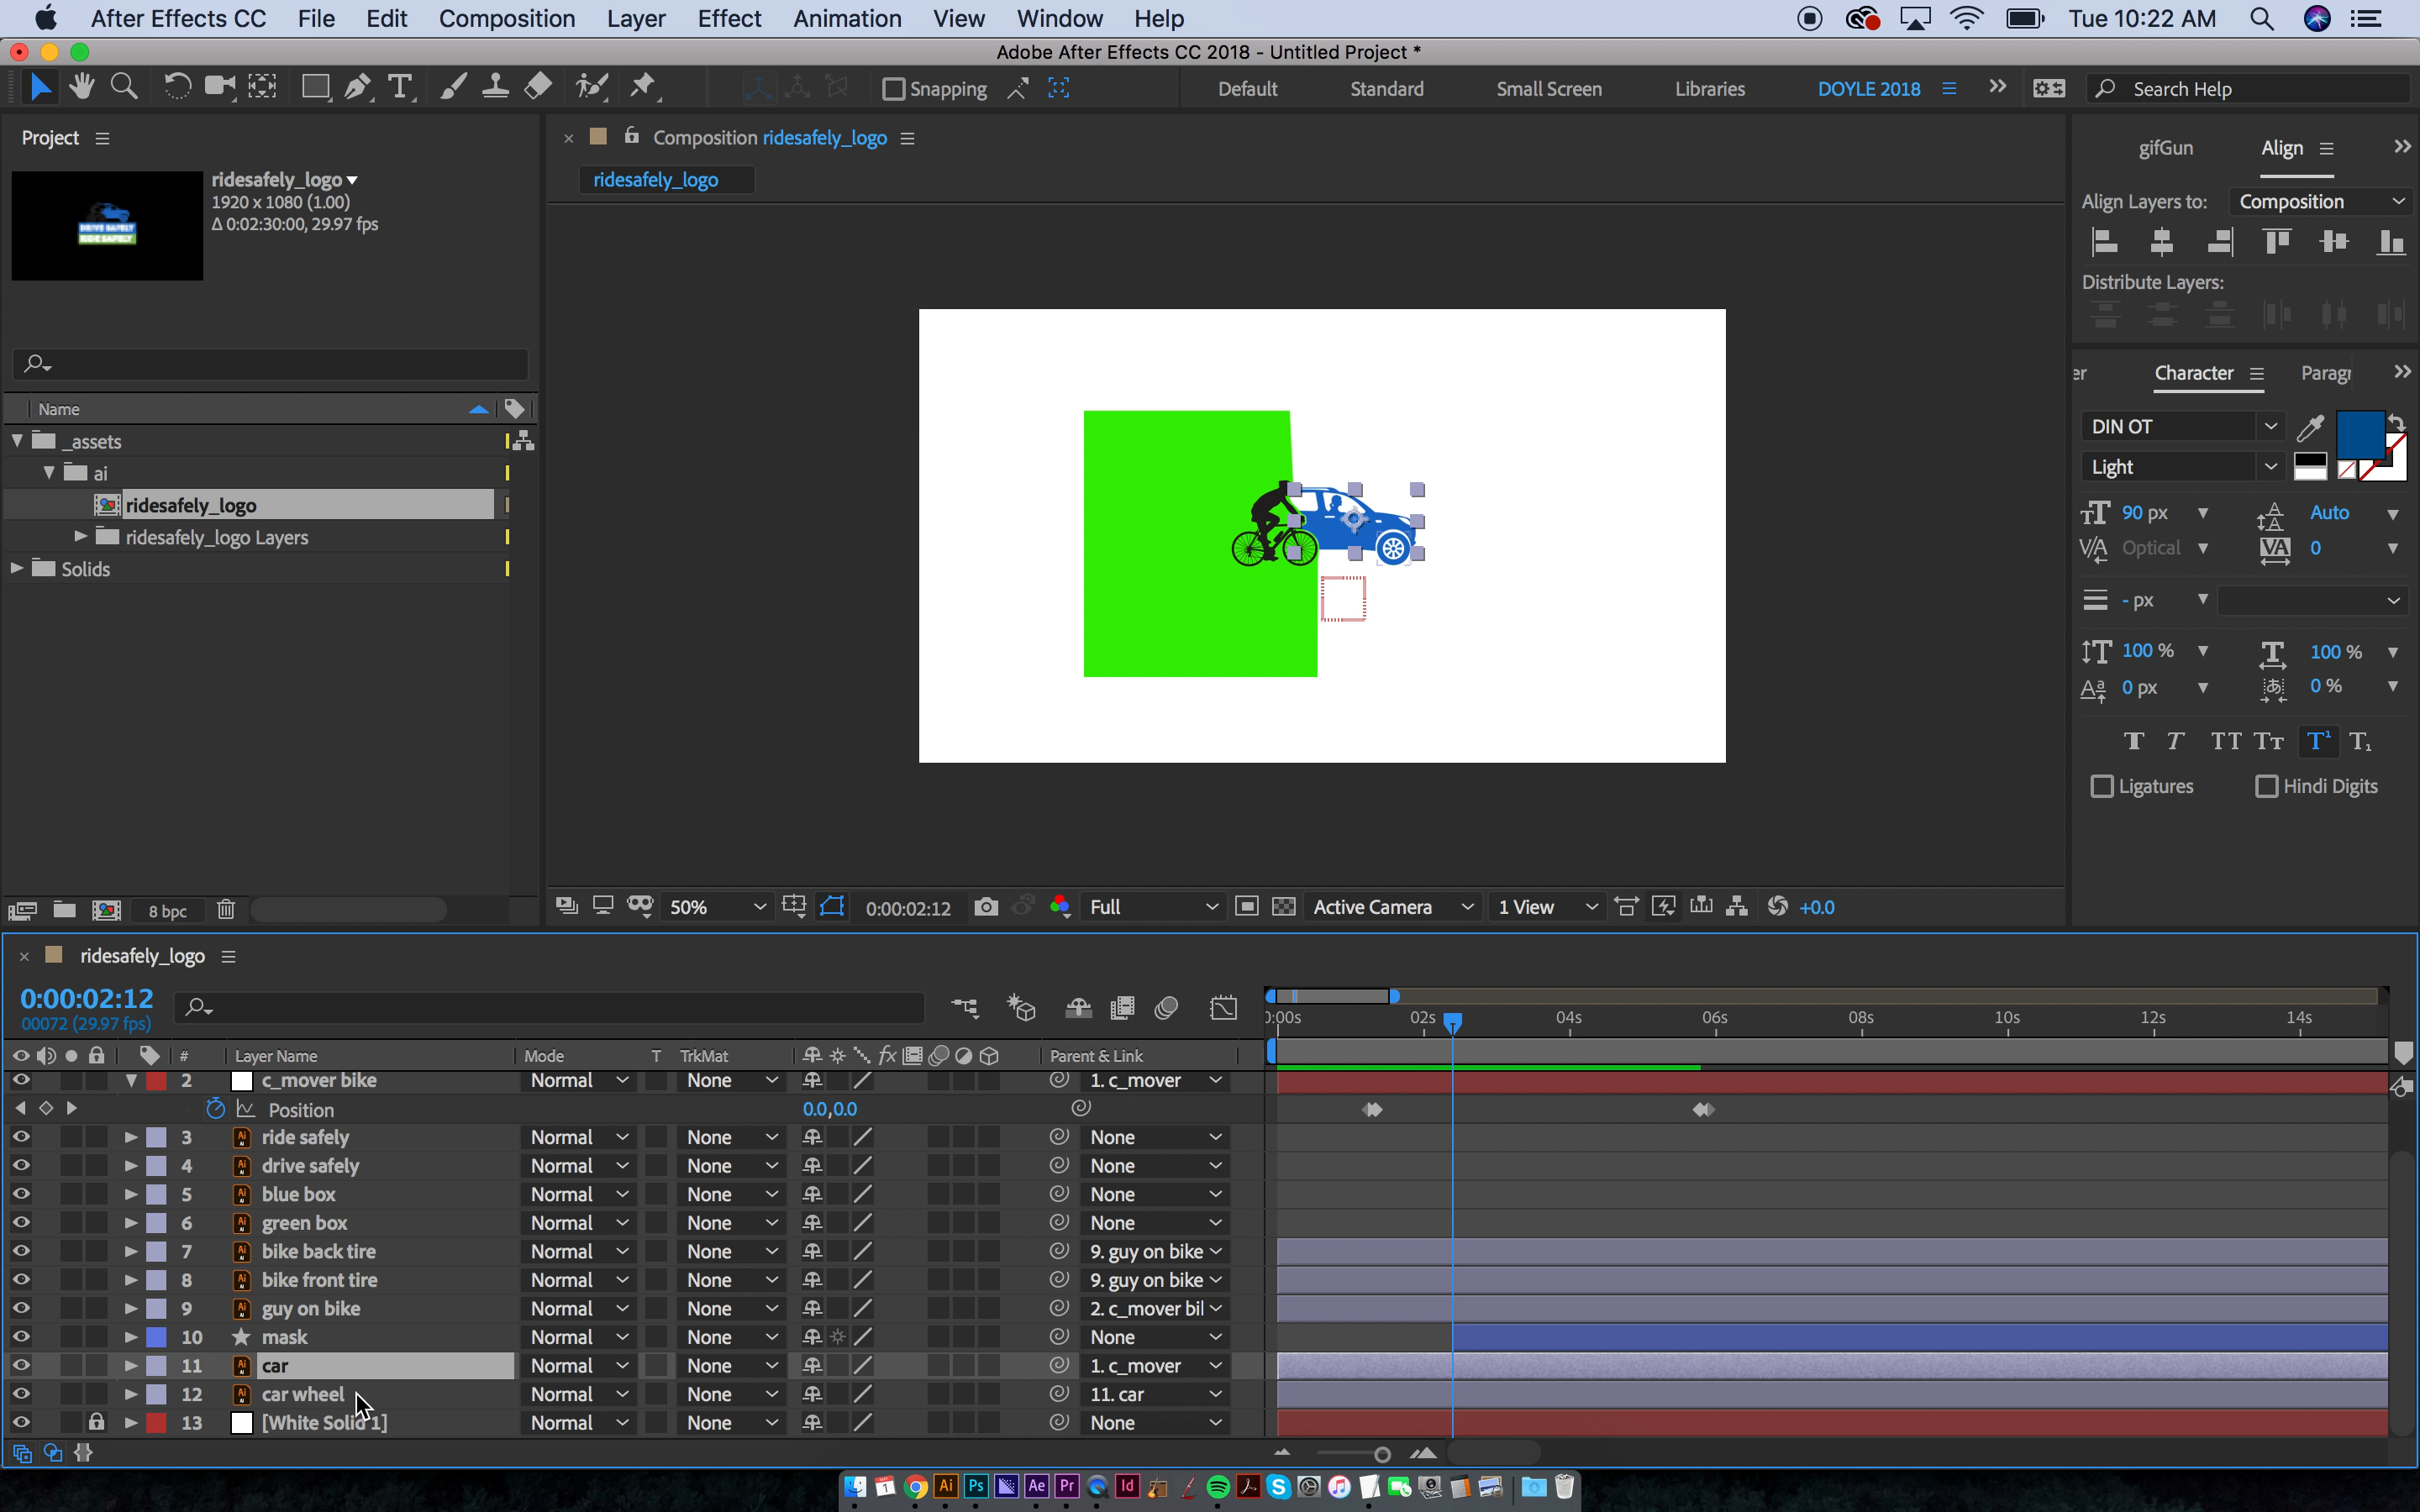 After Effects CC File Edit Composition Layer Effect Animation View Window Help Tue 10:22 AM
Adobe After Effects CC 2018 - Untitled Project *
Snapping Default Standard Small Screen Libraries DOYLE 2018 Search Help
Project
ridesafely_logo
1920 x 1080 (1.00)
Δ 0:02:30:00, 29.97 fps
DRIVE SAFELY
RIDE SAFELY
Name
_assets
ai
ridesafely_logo
ridesafely_logo Layers
Solids
8 bpc
Composition ridesafely_logo
ridesafely_logo
50% 0:00:02:12 Full Active Camera 1 View +0.0
gifGun Align
Align Layers to: Composition
Distribute Layers:
er Character Paragr
DIN OT
Light
90 px Auto
Optical 0
- px
100 % 100 %
0 px 0 %
Ligatures Hindi Digits
ridesafely_logo
0:00:02:12
00072 (29.97 fps)
0:00s 02s 04s 06s 08s 10s 12s 14s
# Layer Name Mode T TrkMat Parent & Link
2 c_mover bike Normal None 1. c_mover
Position 0.0,0.0
3 ride safely Normal None None
4 drive safely Normal None None
5 blue box Normal None None
6 green box Normal None None
7 bike back tire Normal None 9. guy on bike
8 bike front tire Normal None 9. guy on bike
9 guy on bike Normal None 2. c_mover bil
10 mask Normal None None
11 car Normal None 1. c_mover
12 car wheel Normal None 11. car
13 [White Solid 1] Normal None None
Ai Ps Ae Pr Id